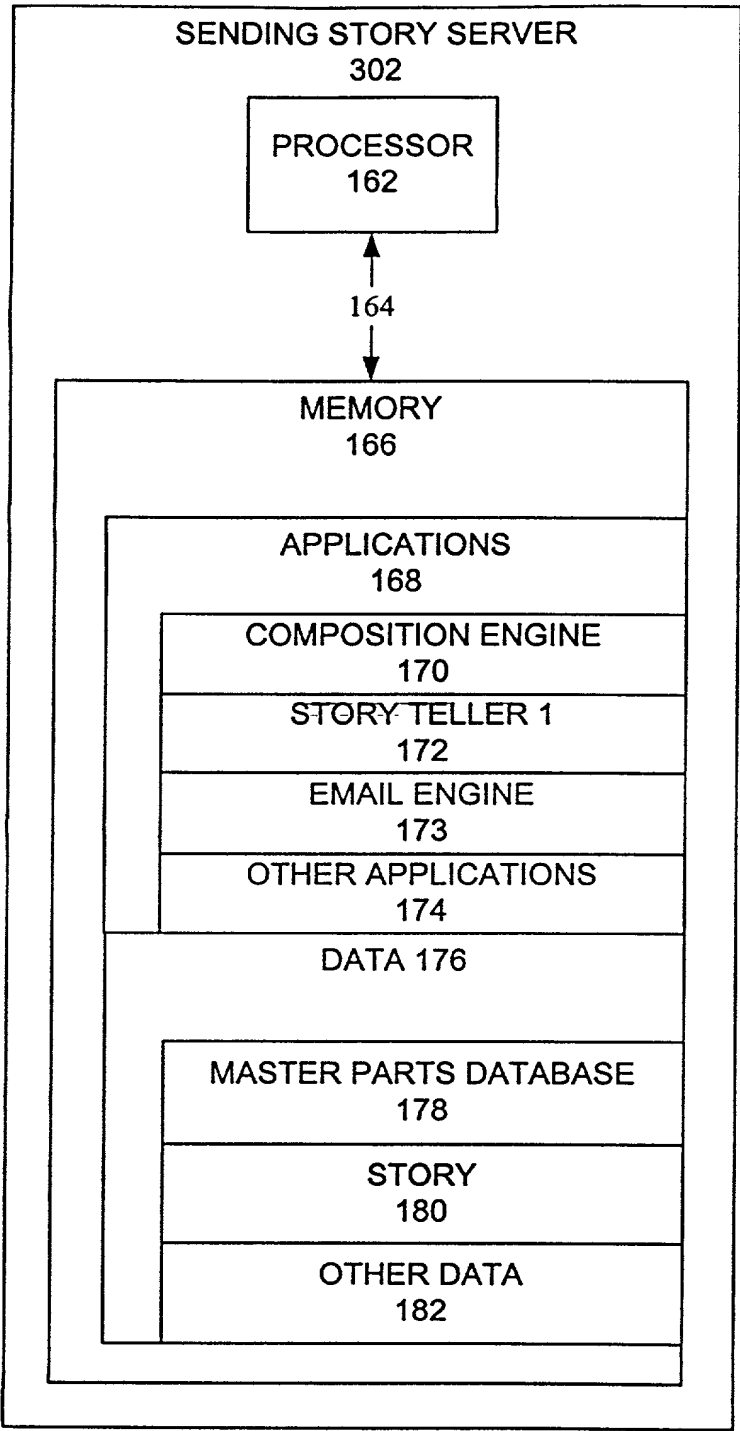 SENDING STORY SERVER
302
PROCESSOR
162
164
MEMORY
166
APPLICATIONS
168
COMPOSITION ENGINE
170
STORY TELLER 1
172
EMAIL ENGINE
173
OTHER APPLICATIONS
174
DATA 176
MASTER PARTS DATABASE
178
STORY
180
OTHER DATA
182